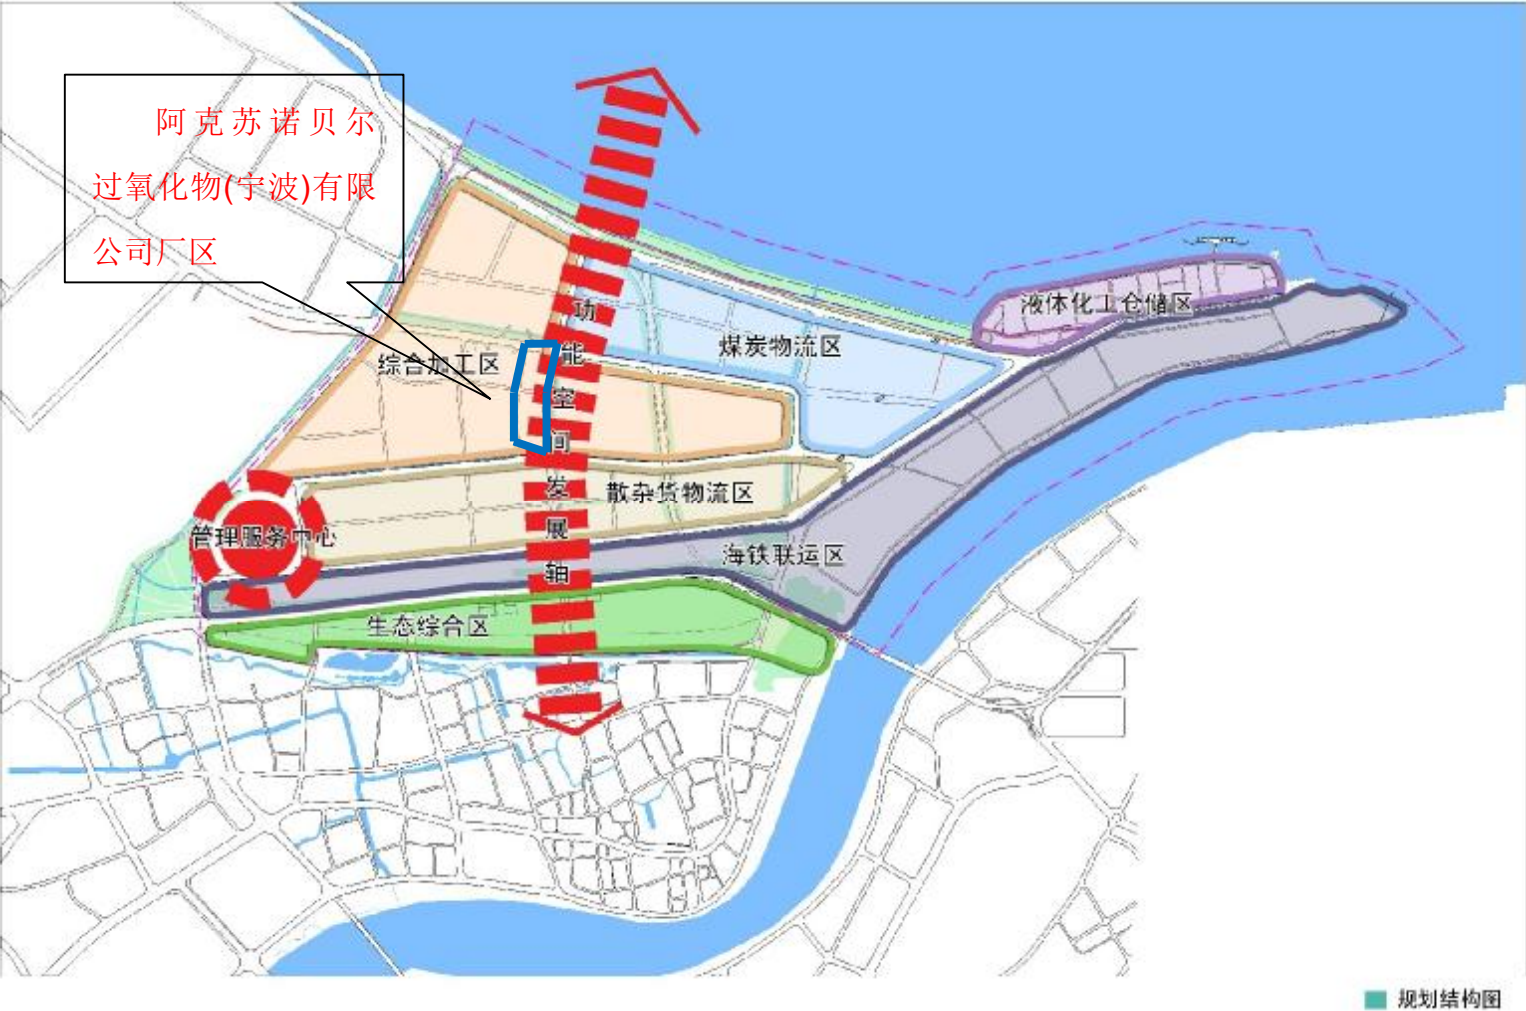 阿克苏诺贝尔
过氧化物(宁波)有限
公司厂区
液体化工仓储区
煤炭物流区
综合加工区
功能空间发展轴
散杂货物流区
管理服务中心
海铁联运区
生态综合区
规划结构图